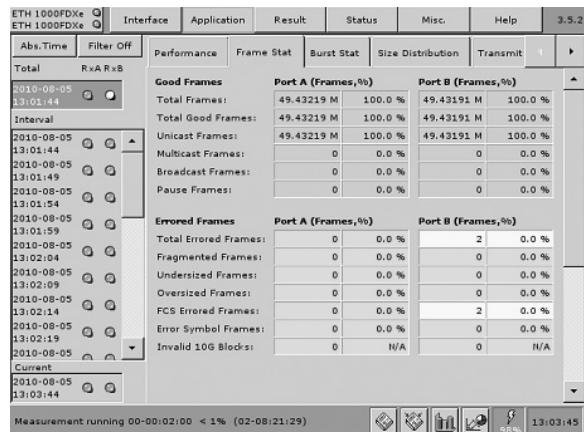 ETH 1000FDXe
ETH 1000FDXe
Interface Application Result Status Misc. Help 3.5.2
Abs.Time Filter Off
Performance Frame Stat Burst Stat Size Distribution Transmit
Total RxA RxB
2010-08-05
13:01:44
Interval
2010-08-05
13:01:44
2010-08-05
13:01:49
2010-08-05
13:01:54
2010-08-05
13:01:59
2010-08-05
13:02:04
2010-08-05
13:02:09
2010-08-05
13:02:14
2010-08-05
13:02:19
2010-08-05
Current
2010-08-05
13:03:44
Good Frames Port A (Frames,%) Port B (Frames,%)
Total Frames: 49.43219 M 100.0 % 49.43191 M 100.0 %
Total Good Frames: 49.43219 M 100.0 % 49.43191 M 100.0 %
Unicast Frames: 49.43219 M 100.0 % 49.43191 M 100.0 %
Multicast Frames: 0 0.0 % 0 0.0 %
Broadcast Frames: 0 0.0 % 0 0.0 %
Pause Frames: 0 0.0 % 0 0.0 %
Errored Frames Port A (Frames,%) Port B (Frames,%)
Total Errored Frames: 0 0.0 % 2 0.0 %
Fragmented Frames: 0 0.0 % 0 0.0 %
Undersized Frames: 0 0.0 % 0 0.0 %
Oversized Frames: 0 0.0 % 0 0.0 %
FCS Errored Frames: 0 0.0 % 2 0.0 %
Error Symbol Frames: 0 0.0 % 0 0.0 %
Invalid 10G Blocks: 0 N/A 0 N/A
Measurement running 00-00:02:00 < 1% (02-08:21:29) 98% 13:03:45